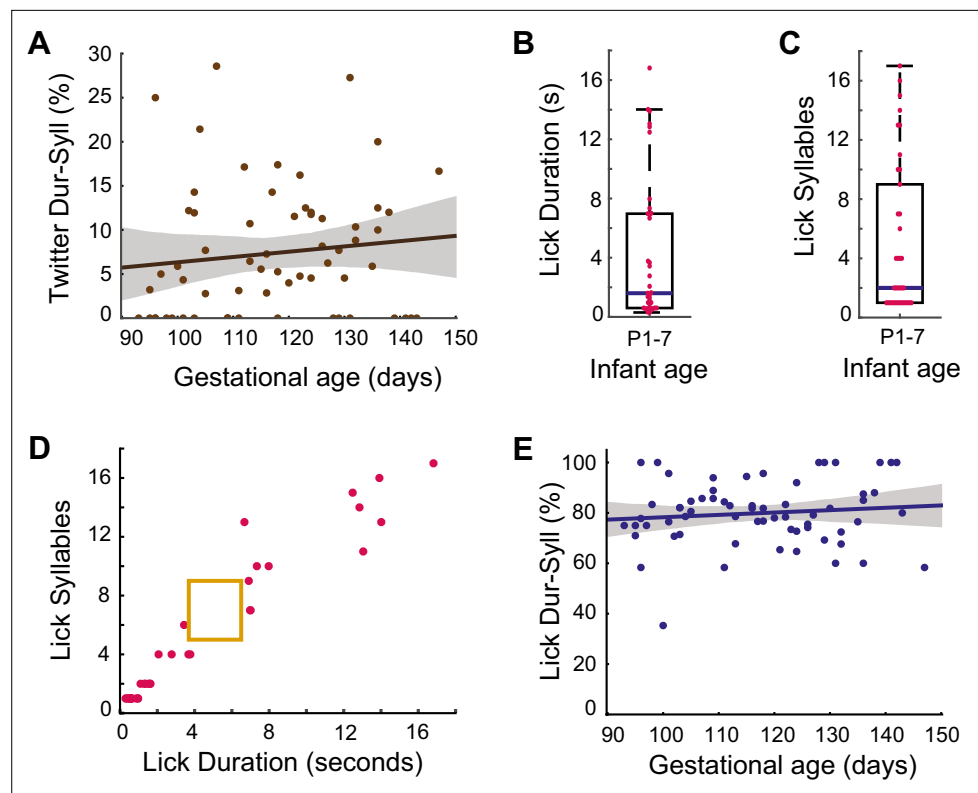 A
Twitter Dur-Syll (%)
30
25
20
15
10
5
0
90 100 110 120 130 140 150
Gestational age (days)
B
Lick Duration (s)
16
12
8
4
0
P1-7
Infant age
C
Lick Syllables
16
12
8
4
0
P1-7
Infant age
D
Lick Syllables
16
12
8
4
0
0 4 8 12 16
Lick Duration (seconds)
E
Lick Dur-Syll (%)
100
80
60
40
20
0
90 100 110 120 130 140 150
Gestational age (days)